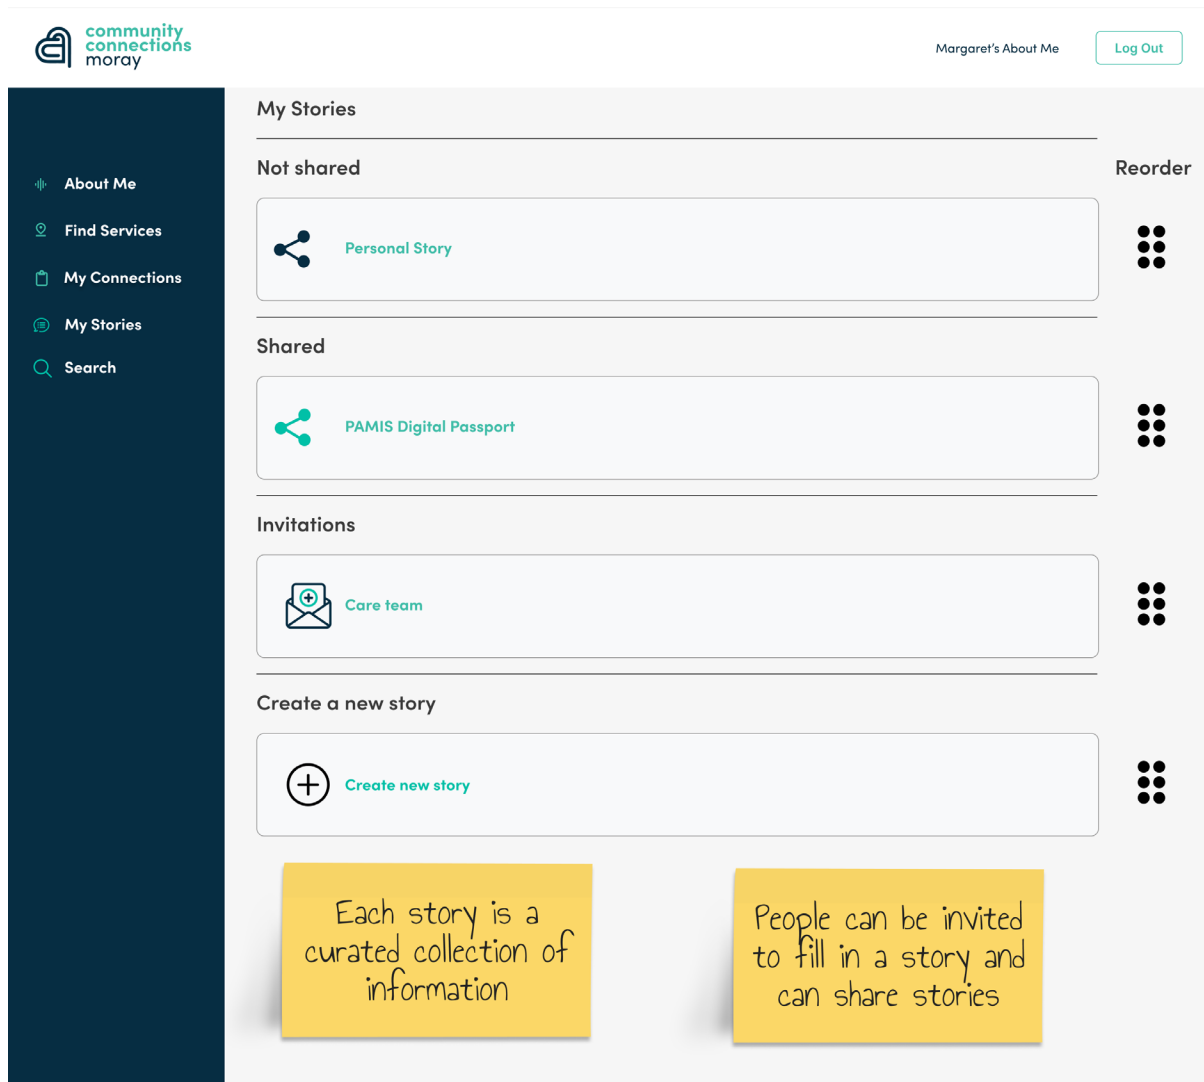 community
connections
moray
Margaret's About Me
Log Out
About Me
Find Services
My Connections
My Stories
Search
My Stories
Not shared
Reorder
Personal Story
Shared
PAMIS Digital Passport
Invitations
Care team
Create a new story
Create new story
Each story is a
curated collection of
information
People can be invited
to fill in a story and
can share stories